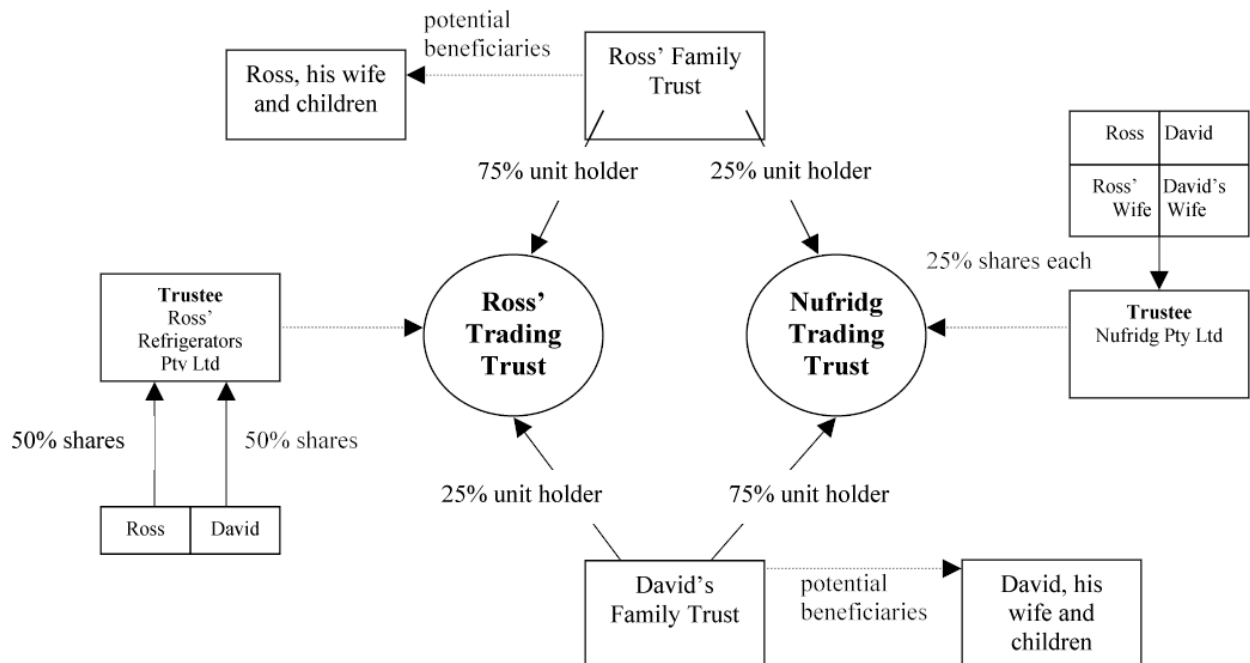 potential
beneficiaries
Ross’ Family
Trust
Ross, his wife
and children
Ross
David
Ross’
Wife
David’s
Wife
75% unit holder
25% unit holder
25% shares each
Trustee
Ross’
Refrigerators
Ptv Ltd
Ross’
Trading
Trust
Nufridg
Trading
Trust
Trustee
Nufridg Pty Ltd
50% shares
50% shares
25% unit holder
75% unit holder
Ross
David
David’s
Family Trust
potential
beneficiaries
David, his
wife and
children